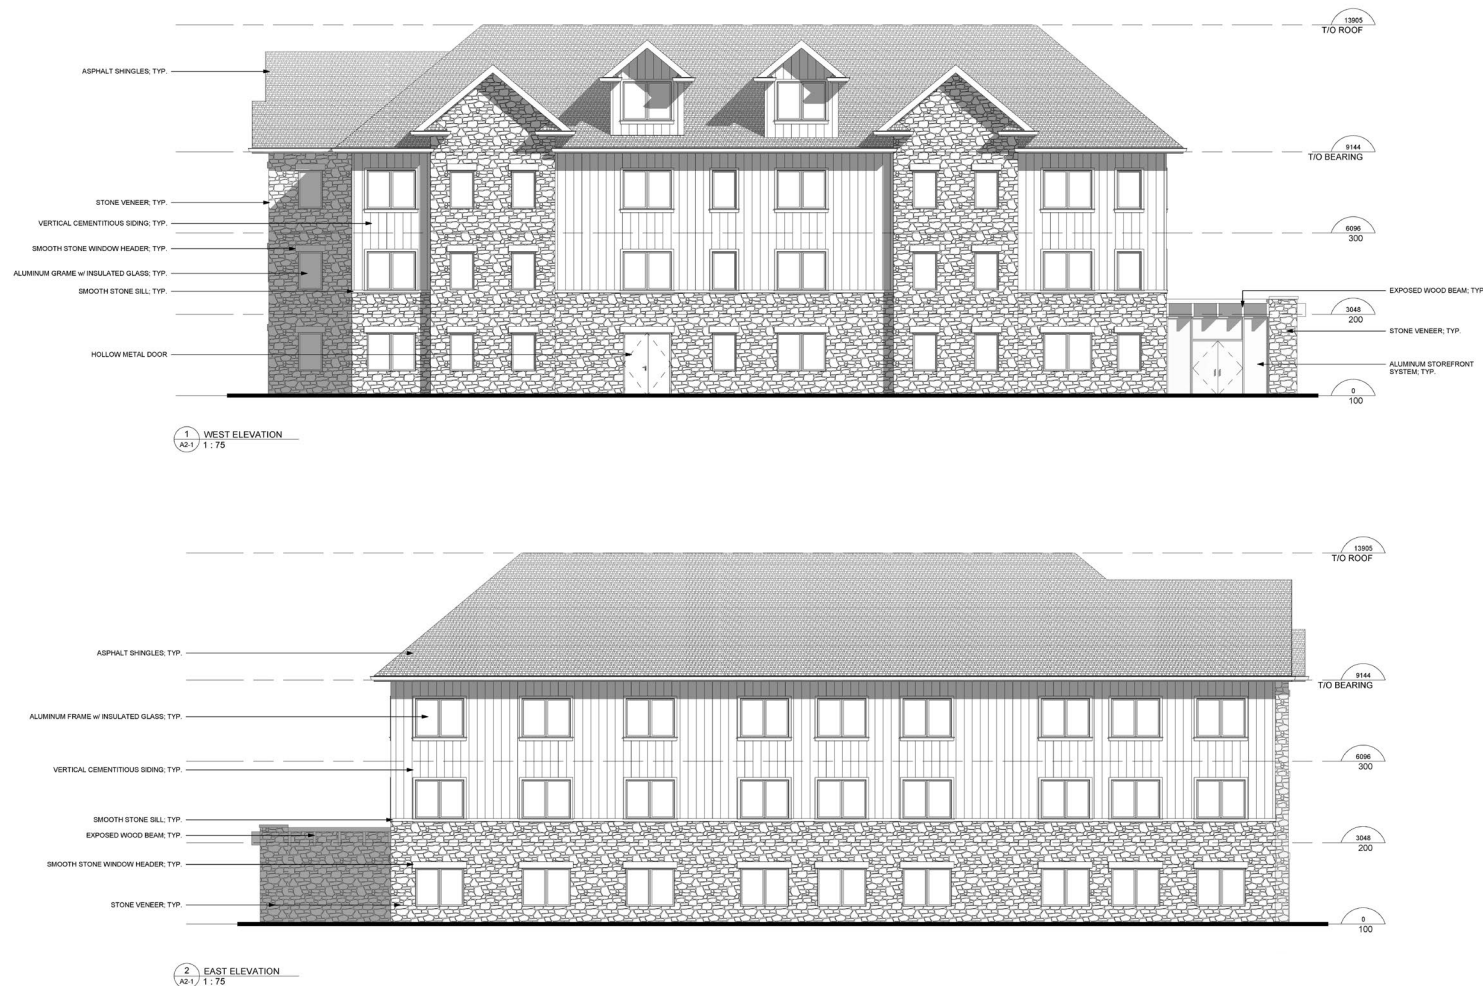 13905
T/O ROOF
ASPHALT SHINGLES; TYP.
9144
T/O BEARING
STONE VENEER; TYP.
VERTICAL CEMENTITIOUS SIDING; TYP.
6096
300
SMOOTH STONE WINDOW HEADER; TYP.
ALUMINUM GRAME w/ INSULATED GLASS; TYP.
SMOOTH STONE SILL; TYP.
EXPOSED WOOD BEAM; TYP
3048
200
STONE VENEER; TYP.
HOLLOW METAL DOOR
ALUMINUM STOREFRONT
SYSTEM; TYP.
0
100
1
A2-1
WEST ELEVATION
1 : 75
13905
T/O ROOF
ASPHALT SHINGLES; TYP.
9144
T/O BEARING
ALUMINUM FRAME w/ INSULATED GLASS; TYP.
6096
300
VERTICAL CEMENTITIOUS SIDING; TYP.
SMOOTH STONE SILL; TYP.
EXPOSED WOOD BEAM; TYP.
3048
200
SMOOTH STONE WINDOW HEADER; TYP.
STONE VENEER; TYP.
0
100
2
A2-1
EAST ELEVATION
1 : 75